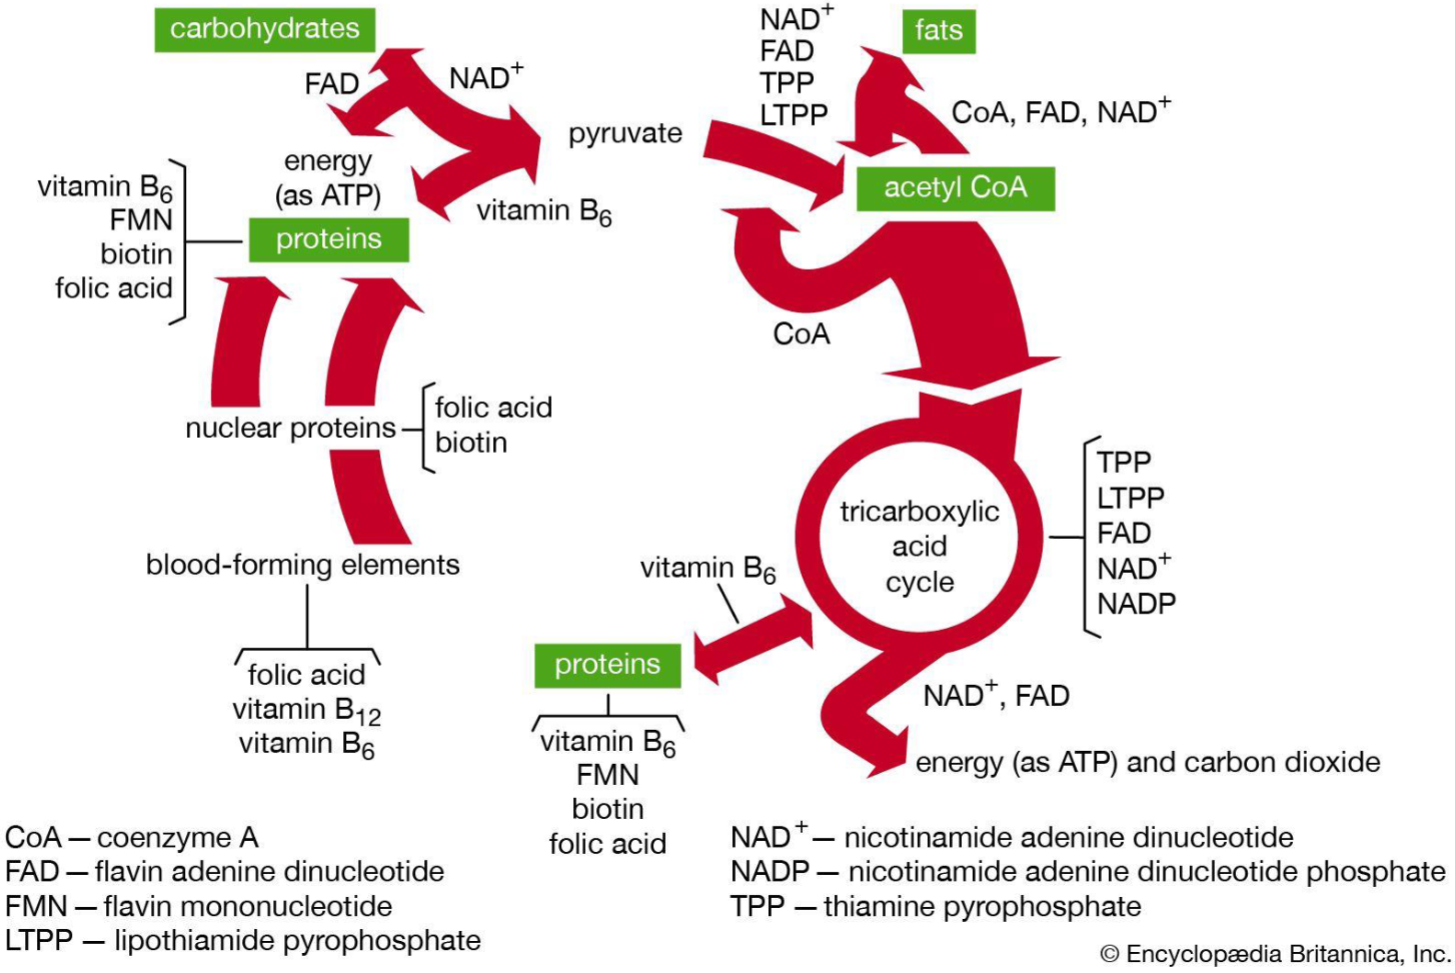 carbohydrates
FAD
NAD+
energy
(as ATP)
vitamin B6
FMN
biotin
folic acid
proteins
pyruvate
vitamin B6
NAD+
FAD
TPP
LTPP
fats
CoA, FAD, NAD+
acetyl CoA
CoA
nuclear proteins
folic acid
biotin
blood-forming elements
folic acid
vitamin B12
vitamin B6
tricarboxylic
acid
cycle
TPP
LTPP
FAD
NAD+
NADP
vitamin B6
proteins
vitamin B6
FMN
biotin
folic acid
NAD+, FAD
energy (as ATP) and carbon dioxide
CoA — coenzyme A
FAD — flavin adenine dinucleotide
FMN — flavin mononucleotide
LTPP — lipothiamide pyrophosphate
NAD+ — nicotinamide adenine dinucleotide
NADP — nicotinamide adenine dinucleotide phosphate
TPP — thiamine pyrophosphate
© Encyclopædia Britannica, Inc.